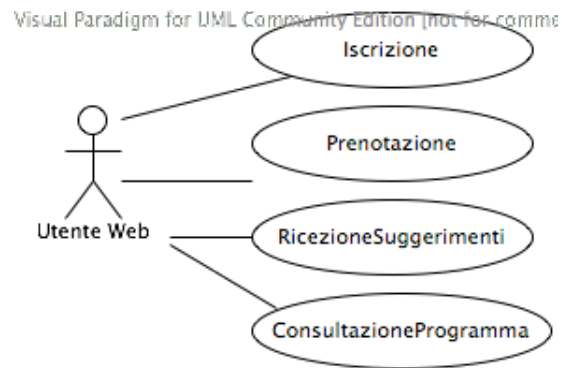 Visual Paradigm for UML Community Edition [not for comme
Iscrizione
Prenotazione
Utente Web
RicezioneSuggerimenti
ConsultazioneProgramma